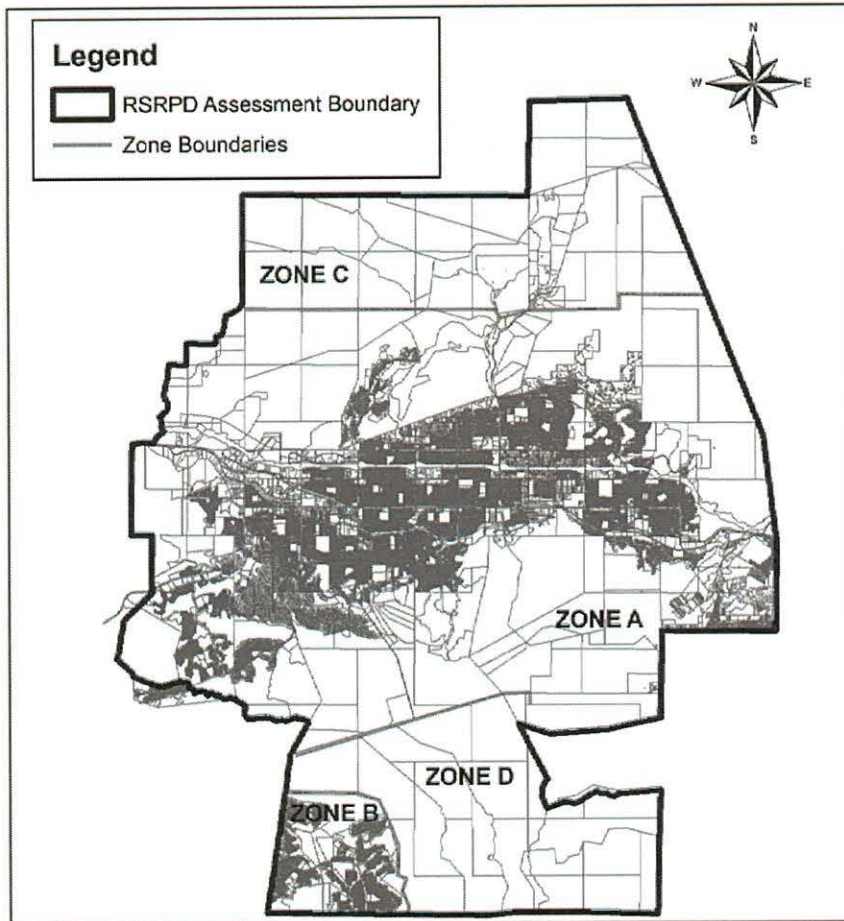 Legend
RSRPD Assessment Boundary
Zone Boundaries
N
W E
S
ZONE C
ZONE A
ZONE D
ZONE B